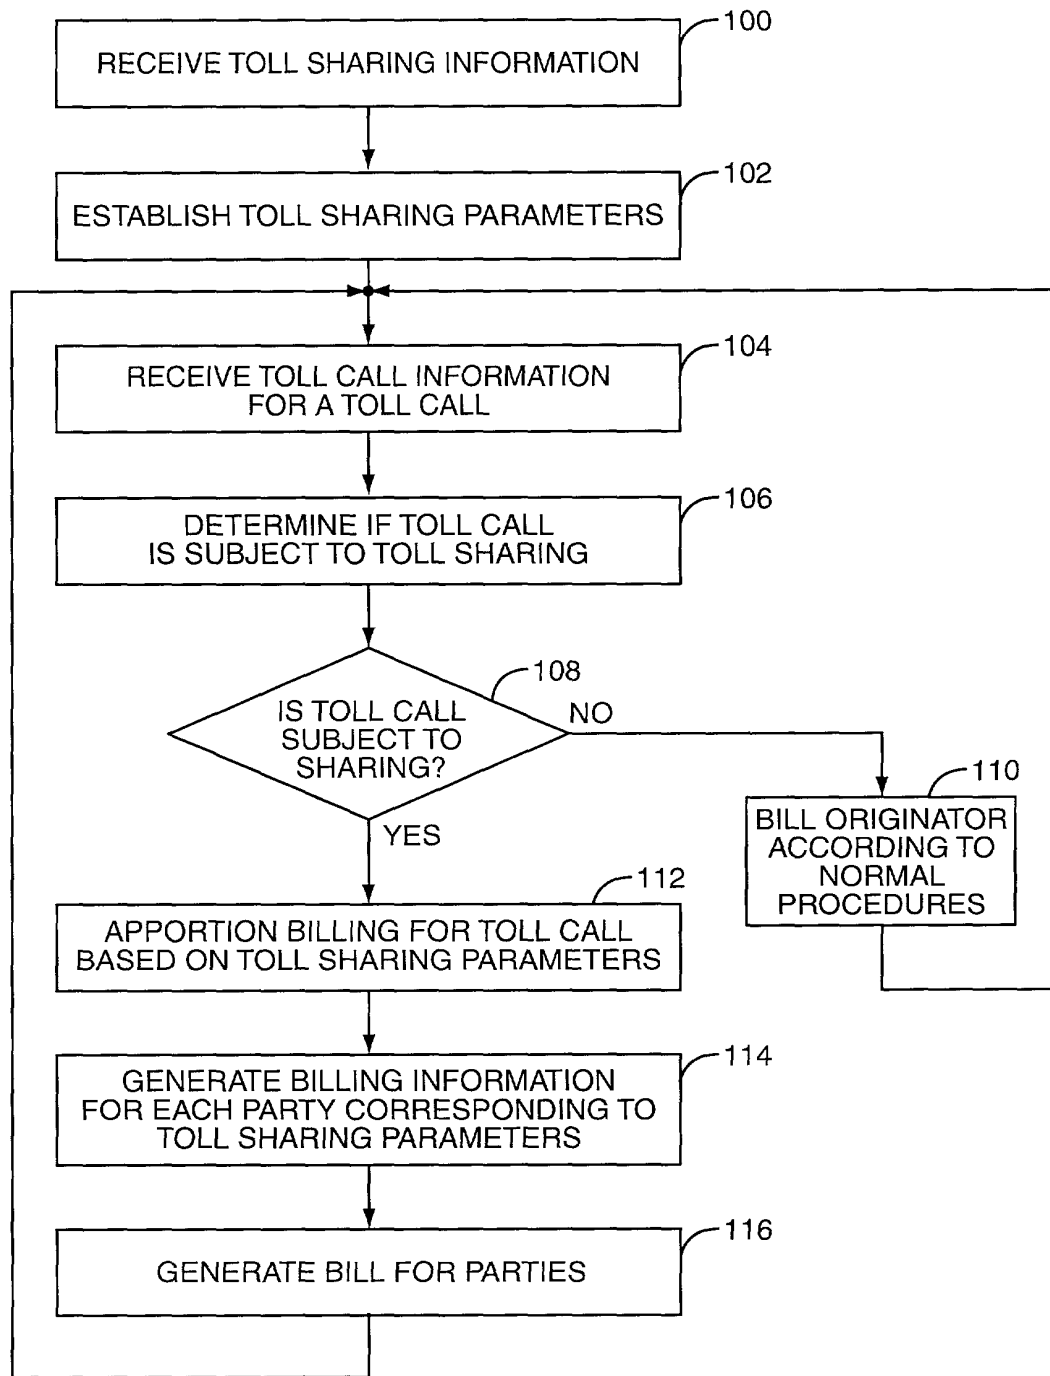 100
RECEIVE TOLL SHARING INFORMATION
102
ESTABLISH TOLL SHARING PARAMETERS
104
RECEIVE TOLL CALL INFORMATION
FOR A TOLL CALL
106
DETERMINE IF TOLL CALL
IS SUBJECT TO TOLL SHARING
108
IS TOLL CALL
SUBJECT TO
SHARING?
NO
YES
110
BILL ORIGINATOR
ACCORDING TO
NORMAL
PROCEDURES
112
APPORTION BILLING FOR TOLL CALL
BASED ON TOLL SHARING PARAMETERS
114
GENERATE BILLING INFORMATION
FOR EACH PARTY CORRESPONDING TO
TOLL SHARING PARAMETERS
116
GENERATE BILL FOR PARTIES